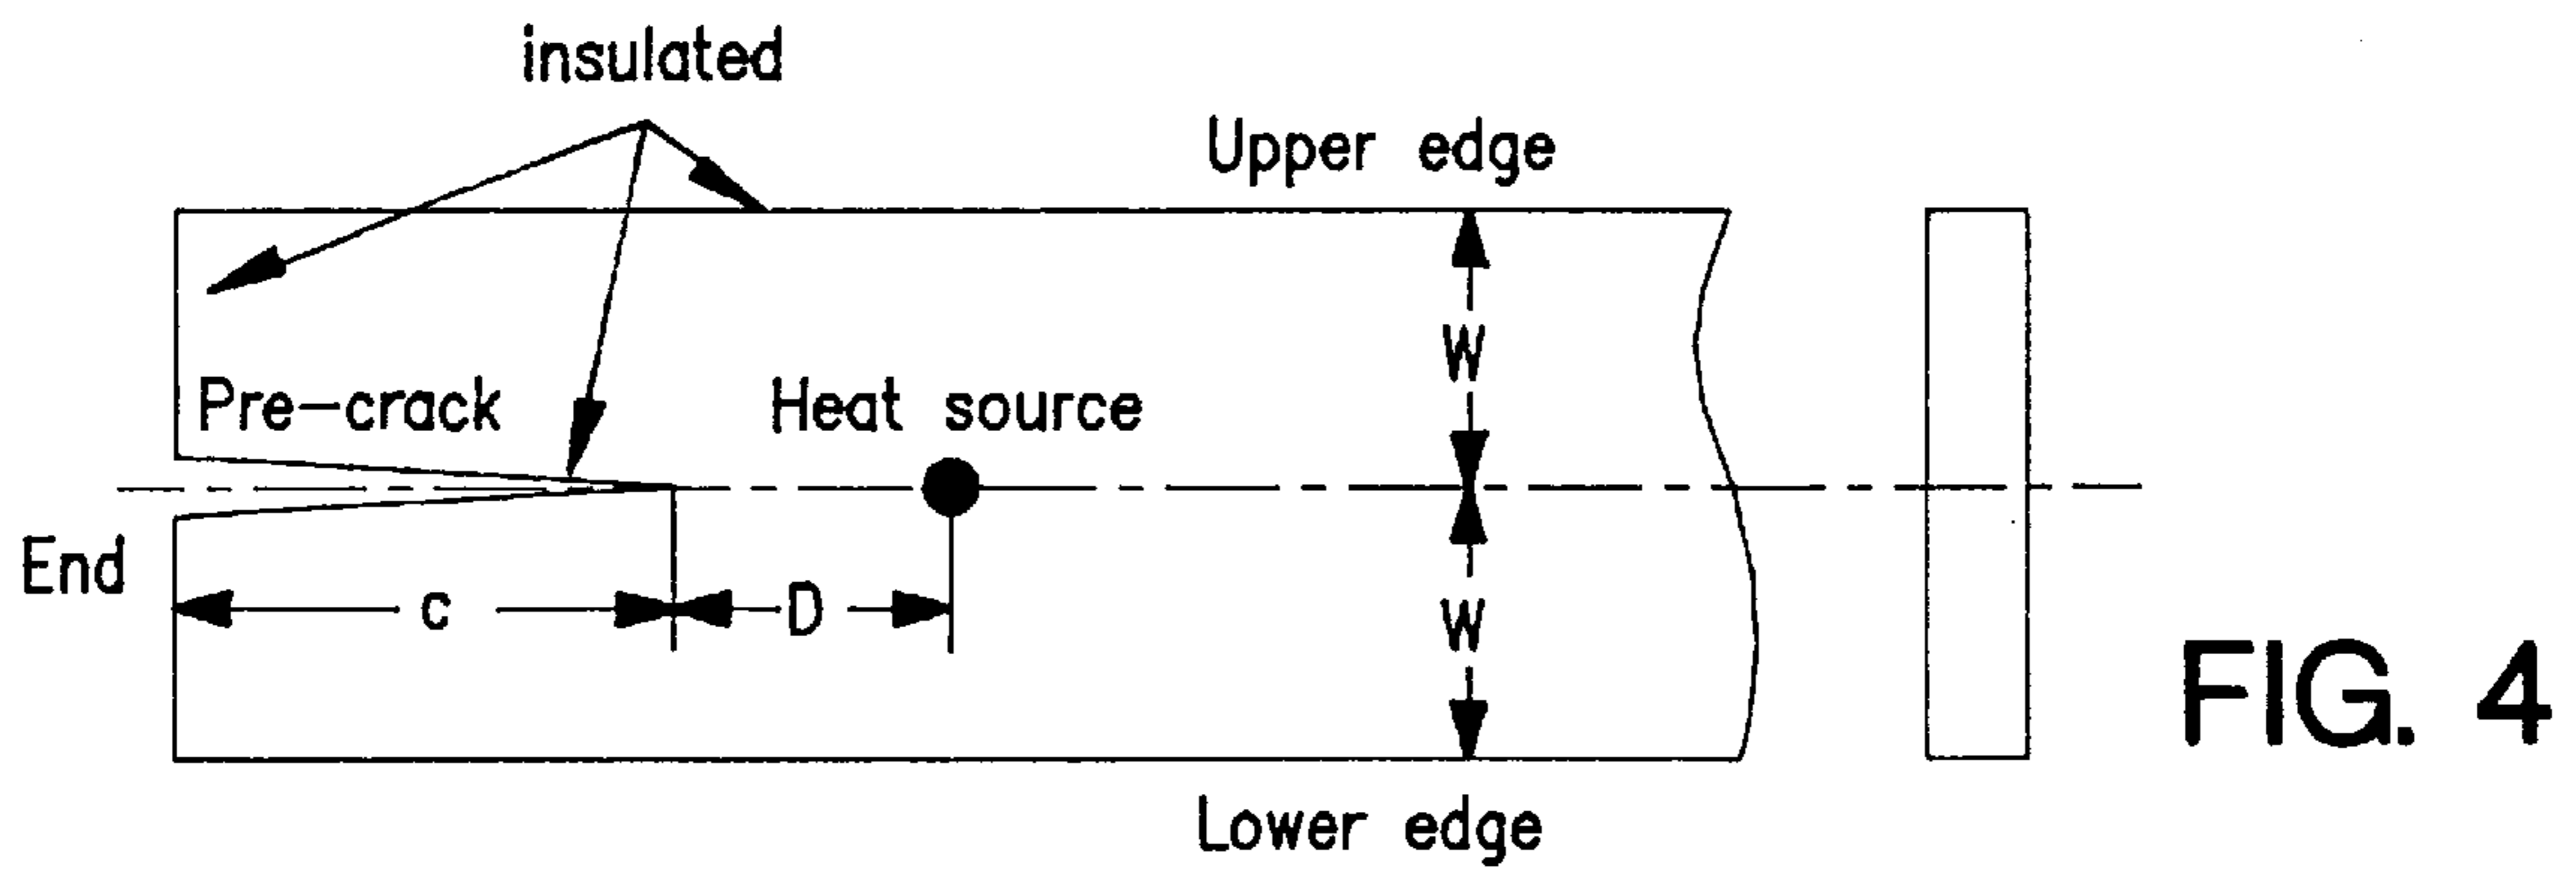 insulated
Upper edge
W
Pre-crack
Heat source
End
c
D
W
FIG. 4
Lower edge